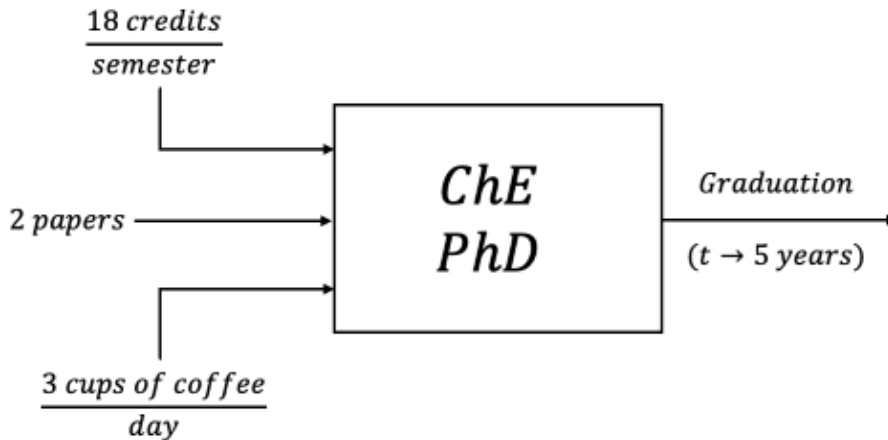 18 credits
semester
2 papers
3 cups of coffee
day
ChE
PhD
Graduation
(t → 5 years)